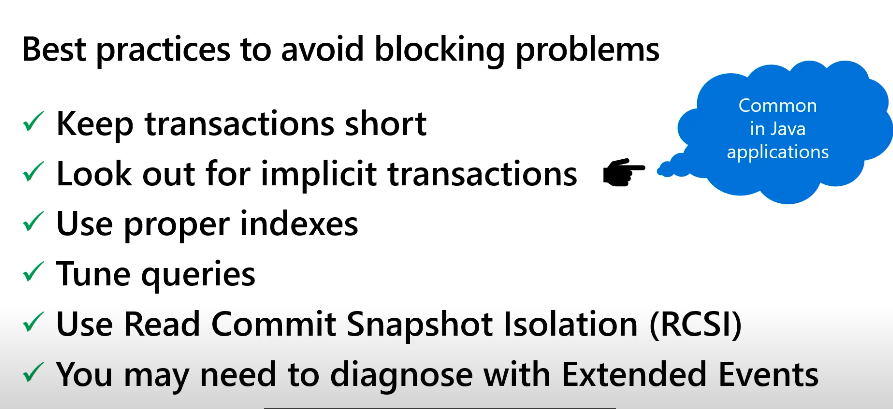 Best practices to avoid blocking problems
✓ Keep transactions short
✓ Look out for implicit transactions
Common
in Java
applications
✓ Use proper indexes
✓ Tune queries
✓ Use Read Commit Snapshot Isolation (RCSI)
✓ You may need to diagnose with Extended Events